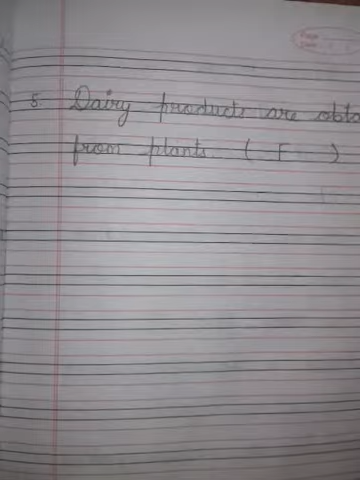 5. Dairy products are obta
from plants. ( F )